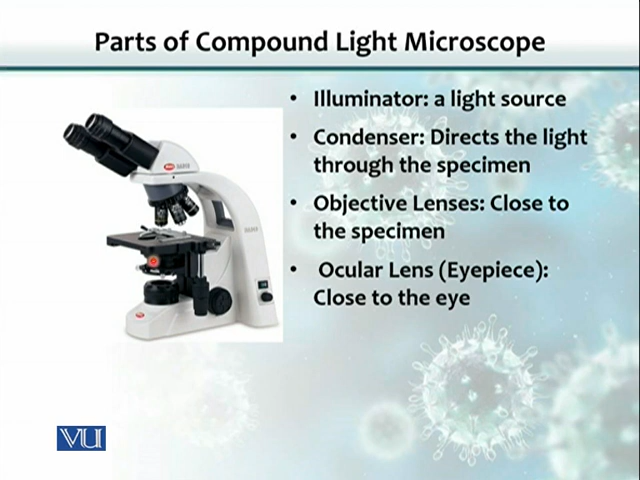 Parts of Compound Light Microscope
• Illuminator: a light source
• Condenser: Directs the light
through the specimen
• Objective Lenses: Close to
the specimen
• Ocular Lens (Eyepiece):
Close to the eye
VU